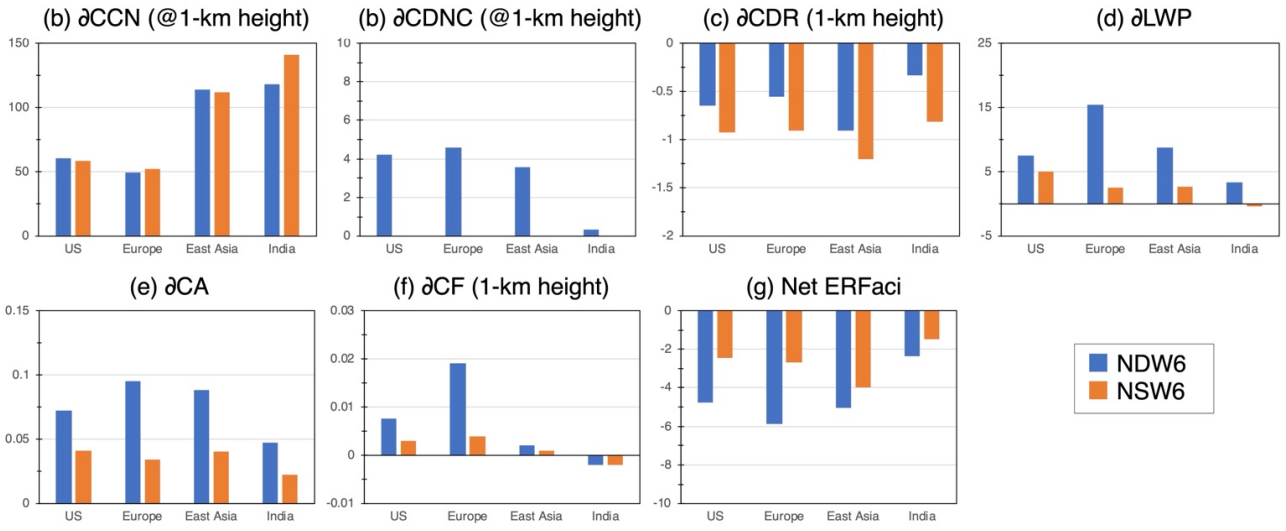 (b) ∂CCN (@1-km height)
150
100
50
0
US Europe East Asia India
(b) ∂CDNC (@1-km height)
10
8
6
4
2
0
US Europe East Asia India
(c) ∂CDR (1-km height)
0
-0.5
-1
-1.5
-2
US Europe East Asia India
(d) ∂LWP
25
15
5
-5
US Europe East Asia India
(e) ∂CA
0.15
0.1
0.05
0
US Europe East Asia India
(f) ∂CF (1-km height)
0.03
0.02
0.01
0
-0.01
US Europe East Asia India
(g) Net ERFaci
0
-2
-4
-6
-8
-10
US Europe East Asia India
NDW6
NSW6